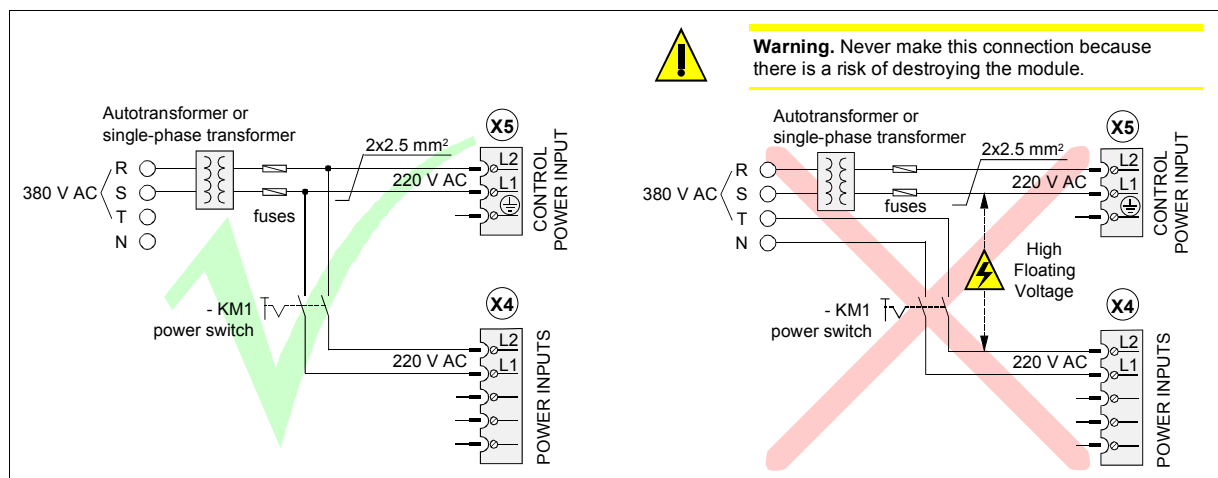 Warning. Never make this connection because
there is a risk of destroying the module.
Autotransformer or
single-phase transformer
R
S
T
N
380 V AC
fuses
2x2.5 mm²
220 V AC
X5
L2
L1
CONTROL
POWER INPUT
- KM1
power switch
X4
L2
L1
220 V AC
POWER INPUTS
Autotransformer or
single-phase transformer
R
S
T
N
380 V AC
fuses
2x2.5 mm²
220 V AC
X5
L2
L1
CONTROL
POWER INPUT
High
Floating
Voltage
- KM1
power switch
X4
L2
L1
220 V AC
POWER INPUTS